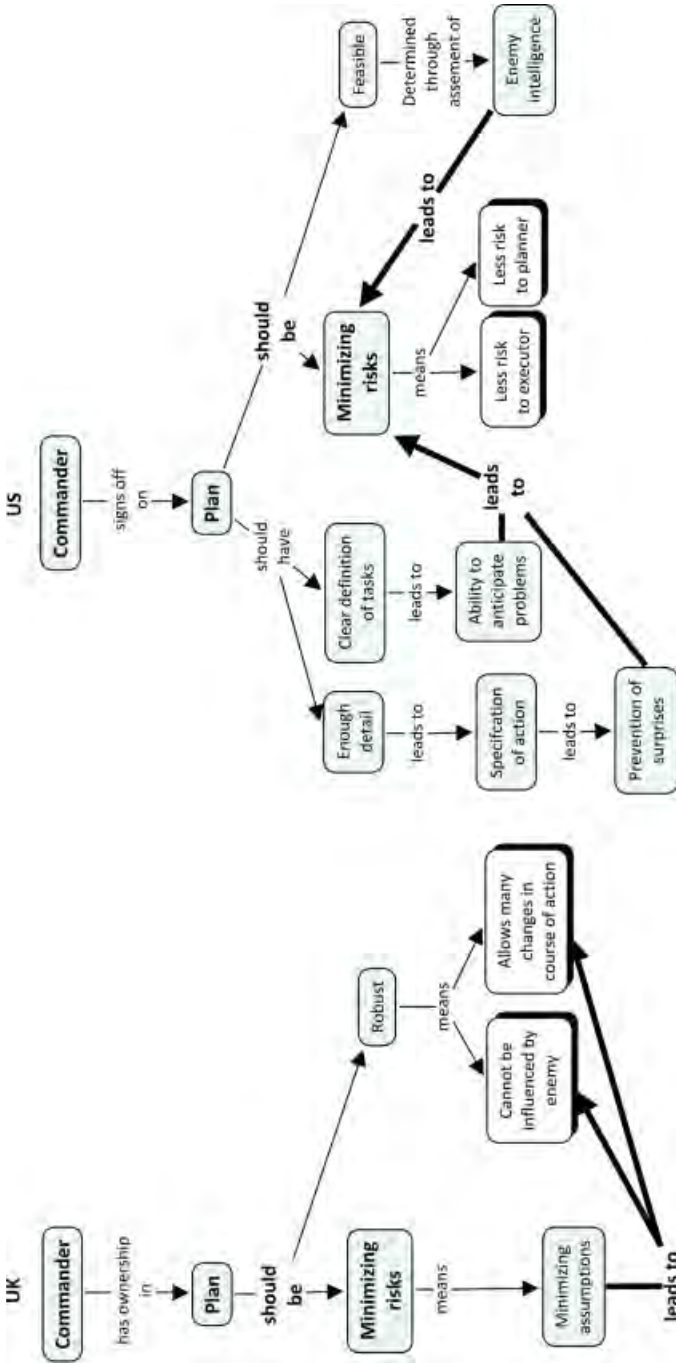 UK
Commander
has ownership
in
Plan
should
be
Minimizing
risks
means
Minimizing
assumptions
leads to
Robust
means
Cannot be
influenced by
enemy
Allows many
changes in
course of action
US
Commander
signs off
on
Plan
should
have
Enough
detail
leads to
Specifcation
of action
leads to
Prevention of
surprises
Clear definition
of tasks
leads to
Ability to
anticipate
problems
leads
to
should
be
Minimizing
risks
means
Less risk
to executor
Less risk
to planner
Feasible
Determined
through
assement of
Enemy
intelligence
leads to